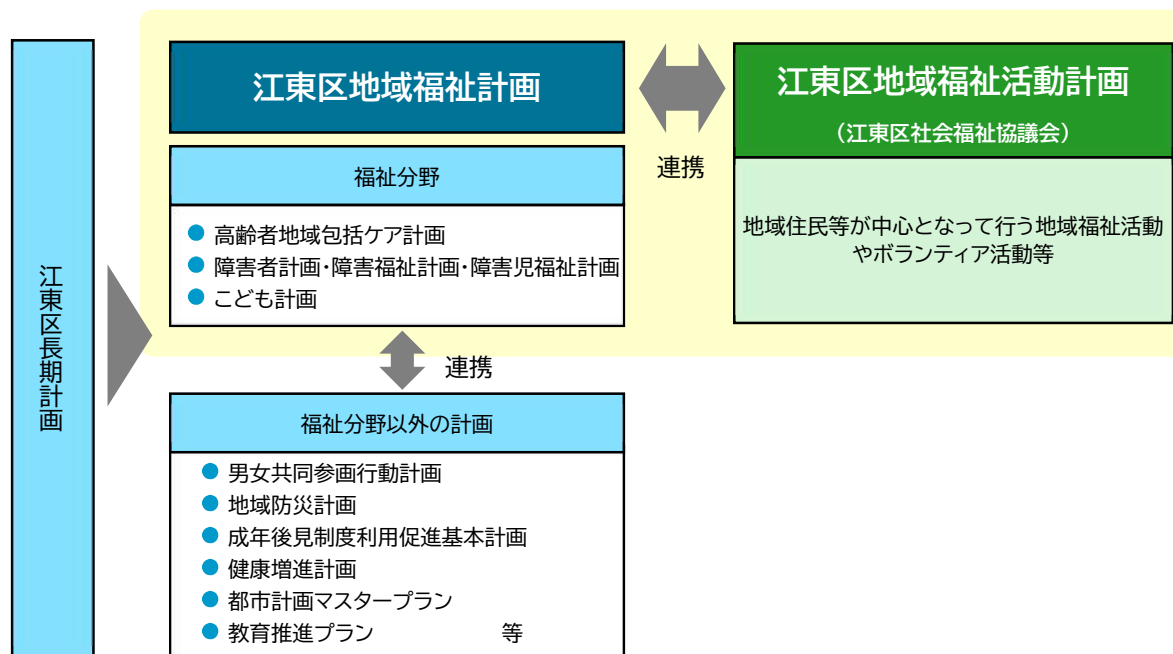 江東区長期計画
江東区地域福祉計画
福祉分野
高齢者地域包括ケア計画
障害者計画・障害福祉計画・障害児福祉計画
こども計画
連携
江東区地域福祉活動計画
（江東区社会福祉協議会）
地域住民等が中心となって行う地域福祉活動
やボランティア活動等
連携
福祉分野以外の計画
男女共同参画行動計画
地域防災計画
成年後見制度利用促進基本計画
健康増進計画
都市計画マスタープラン
教育推進プラン　　　　　　等